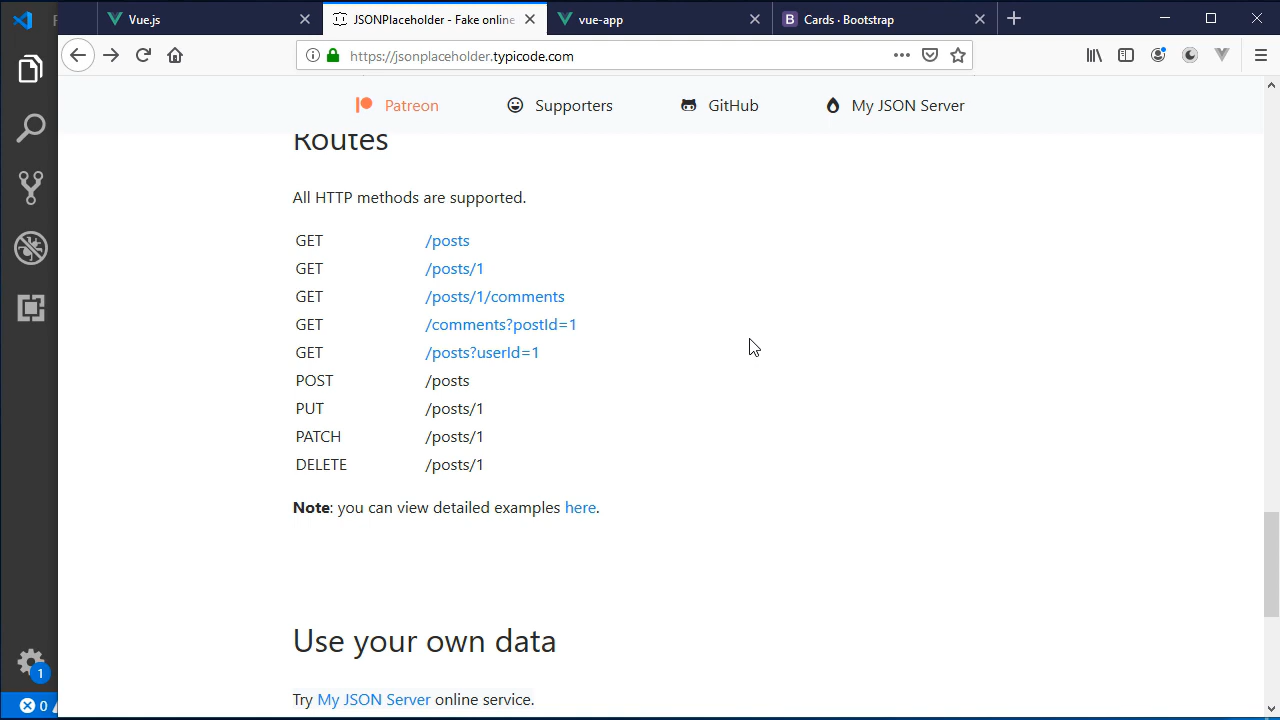 Vue.js
JSONPlaceholder - Fake online
vue-app
B Cards · Bootstrap
https://jsonplaceholder.typicode.com
Patreon
Supporters
GitHub
My JSON Server
Routes
All HTTP methods are supported.
GET /posts
GET /posts/1
GET /posts/1/comments
GET /comments?postId=1
GET /posts?userId=1
POST /posts
PUT /posts/1
PATCH /posts/1
DELETE /posts/1
Note: you can view detailed examples here.
Use your own data
Try My JSON Server online service.
1
0